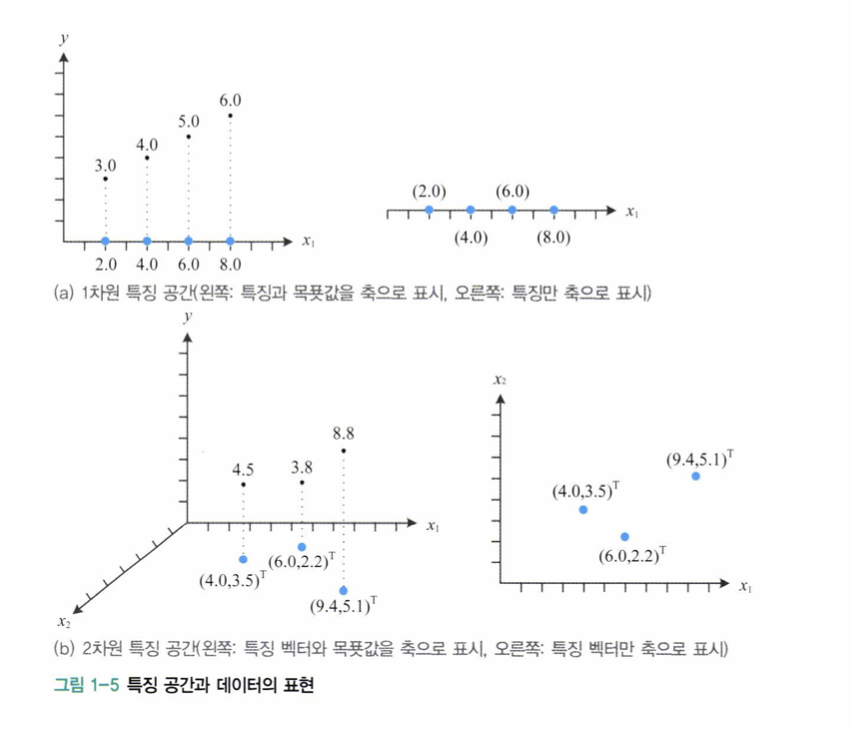 y
6.0
5.0
4.0
3.0
x₁
2.0 4.0 6.0 8.0
(2.0) (6.0)
x₁
(4.0) (8.0)
(a) 1차원 특징 공간(왼쪽: 특징과 목푯값을 축으로 표시, 오른쪽: 특징만 축으로 표시)
y
8.8
4.5 3.8
x₁
(6.0,2.2)ᵀ
(4.0,3.5)ᵀ
(9.4,5.1)ᵀ
x₂
x₂
(9.4,5.1)ᵀ
(4.0,3.5)ᵀ
(6.0,2.2)ᵀ
x₁
(b) 2차원 특징 공간(왼쪽: 특징 벡터와 목푯값을 축으로 표시, 오른쪽: 특징 벡터만 축으로 표시)
그림 1-5 특징 공간과 데이터의 표현